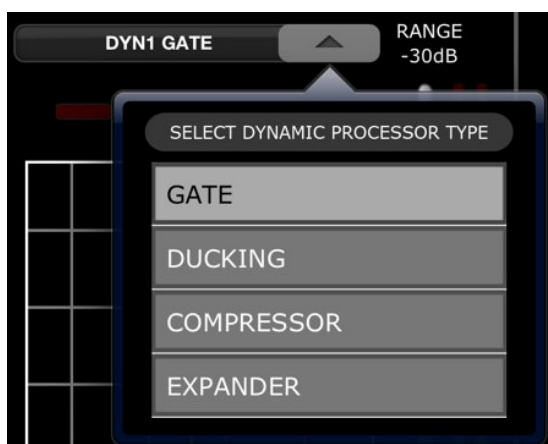 DYN1 GATE
RANGE
-30dB
SELECT DYNAMIC PROCESSOR TYPE
GATE
DUCKING
COMPRESSOR
EXPANDER